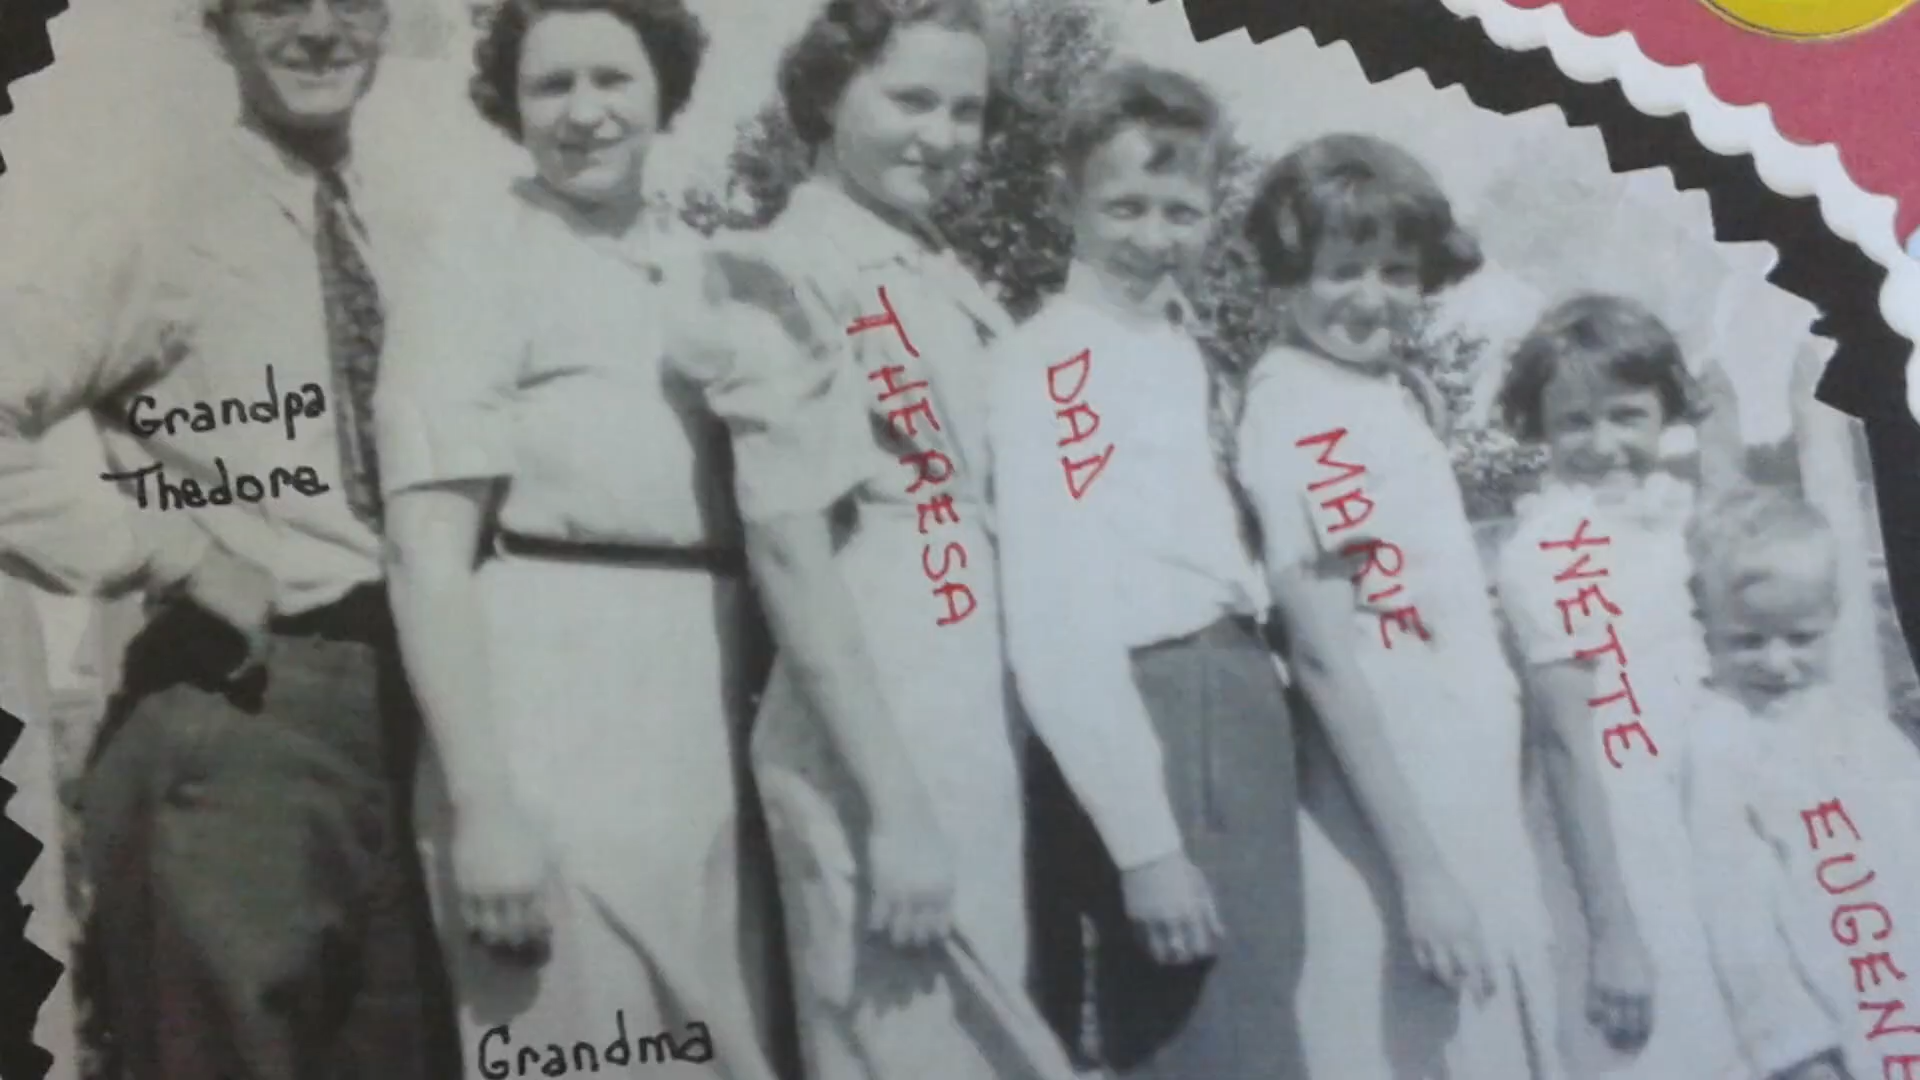 Grandpa
Thedore
Grandma
THERESA
DAD
MARIE
YVETTE
EUGENE